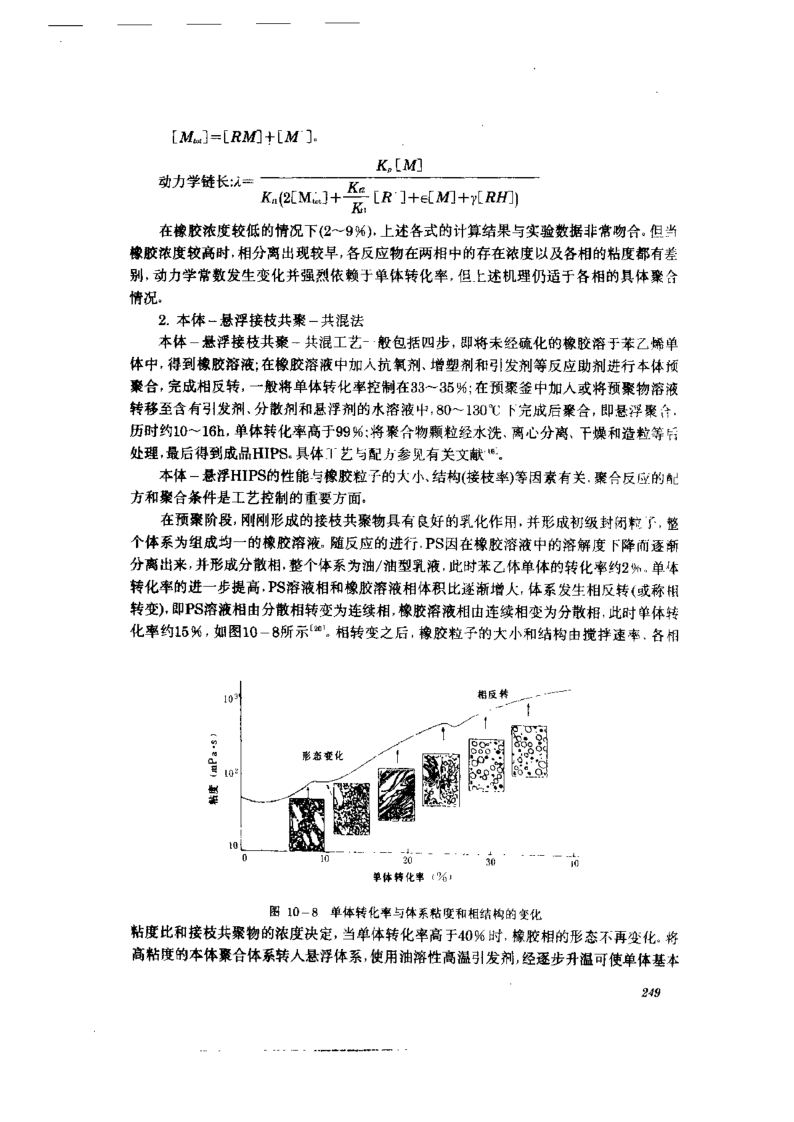 [M_tot]=[RM]+[M˙]。
动力学链长:λ= K_p[M] / K_t1(2[M˙_tot]+ K_t2/K_t1 [R˙]+ϵ[M]+γ[RH])
在橡胶浓度较低的情况下(2～9%),上述各式的计算结果与实验数据非常吻合。但当
橡胶浓度较高时,相分离出现较早,各反应物在两相中的存在浓度以及各相的粘度都有差
别,动力学常数发生变化并强烈依赖于单体转化率,但上述机理仍适于各相的具体聚合
情况。
2. 本体－悬浮接枝共聚－共混法
本体－悬浮接枝共聚－共混工艺一般包括四步,即将未经硫化的橡胶溶于苯乙烯单
体中,得到橡胶溶液;在橡胶溶液中加入抗氧剂、增塑剂和引发剂等反应助剂进行本体预
聚合,完成相反转,一般将单体转化率控制在33～35%;在预聚釜中加入或将预聚物溶液
转移至含有引发剂、分散剂和悬浮剂的水溶液中,80～130℃下完成后聚合,即悬浮聚合,
历时约10～16h,单体转化率高于99%;将聚合物颗粒经水洗、离心分离、干燥和造粒等后
处理,最后得到成品HIPS。具体工艺与配方参见有关文献。
本体－悬浮HIPS的性能与橡胶粒子的大小、结构(接枝率)等因素有关,聚合反应的配
方和聚合条件是工艺控制的重要方面。
在预聚阶段,刚刚形成的接枝共聚物具有良好的乳化作用,并形成初级封闭粒子,整
个体系为组成均一的橡胶溶液。随反应的进行,PS因在橡胶溶液中的溶解度下降而逐渐
分离出来,并形成分散相,整个体系为油/油型乳液,此时苯乙体单体的转化率约2%。单体
转化率的进一步提高,PS溶液相和橡胶溶液相体积比逐渐增大,体系发生相反转(或称相
转变),即PS溶液相由分散相转变为连续相,橡胶溶液相由连续相变为分散相,此时单体转
化率约15%,如图10－8所示[20]。相转变之后,橡胶粒子的大小和结构由搅拌速率、各相
10³
相反转
形态变化
粘度 (mPa·s)
10²
10
0 10 20 30 40
单体转化率 (%)
图 10－8 单体转化率与体系粘度和相结构的变化
粘度比和接枝共聚物的浓度决定,当单体转化率高于40%时,橡胶相的形态不再变化。将
高粘度的本体聚合体系转入悬浮体系,使用油溶性高温引发剂,经逐步升温可使单体基本
249